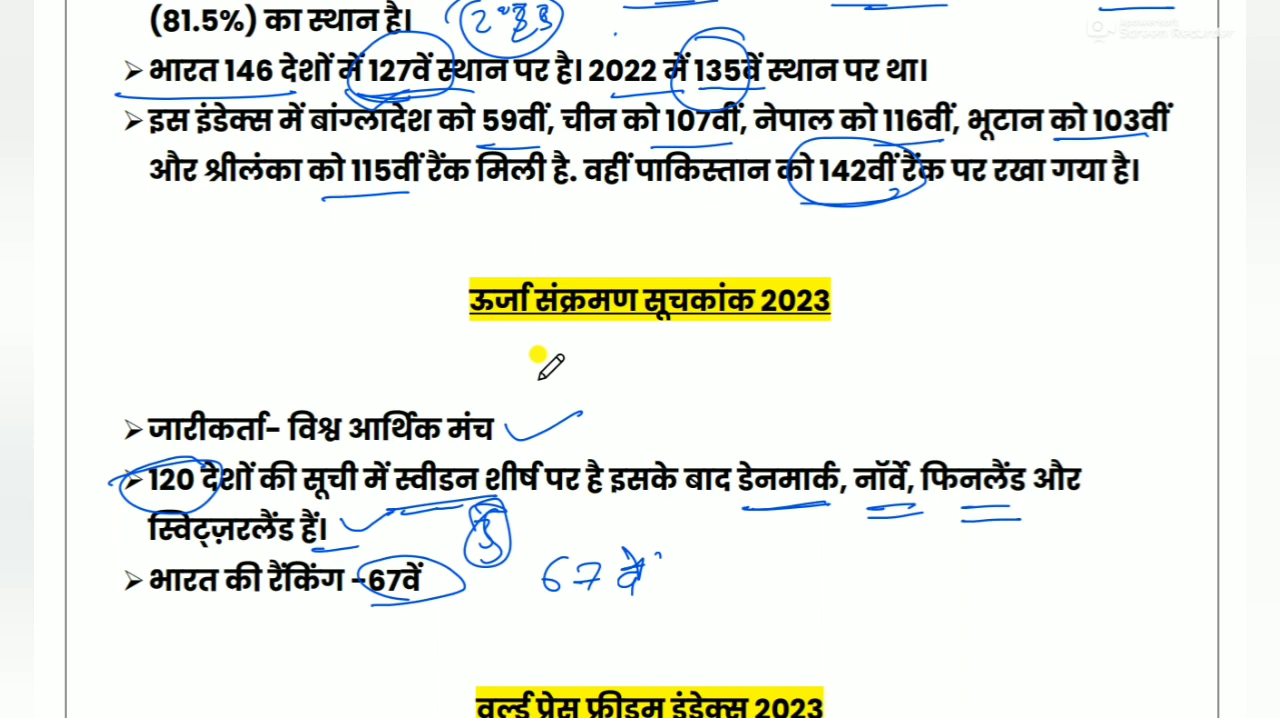 (81.5%) का स्थान है।
➢ भारत 146 देशों में 127वें स्थान पर है। 2022 में 135वें स्थान पर था।
➢ इस इंडेक्स में बांग्लादेश को 59वीं, चीन को 107वीं, नेपाल को 116वीं, भूटान को 103वीं
और श्रीलंका को 115वीं रैंक मिली है. वहीं पाकिस्तान को 142वीं रैंक पर रखा गया है।
ऊर्जा संक्रमण सूचकांक 2023
➢ जारीकर्ता- विश्व आर्थिक मंच
➢ 120 देशों की सूची में स्वीडन शीर्ष पर है इसके बाद डेनमार्क, नॉर्वे, फिनलैंड और
स्विट्ज़रलैंड हैं।
➢ भारत की रैंकिंग -67वें
67 वें
वर्ल्ड प्रेस फ्रीडम इंडेक्स 2023